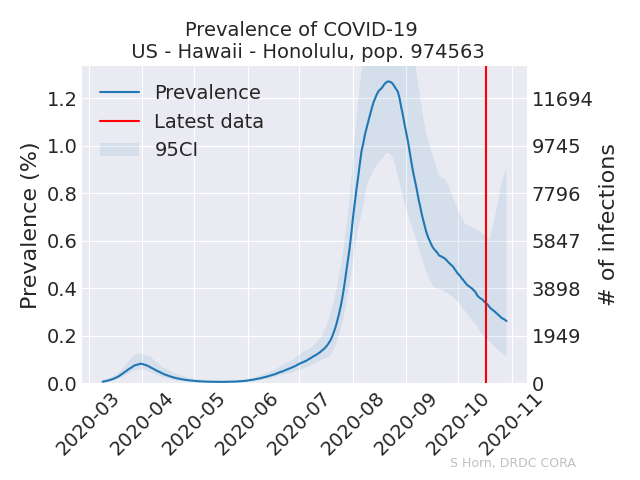 Prevalence of COVID-19
US - Hawaii - Honolulu, pop. 974563
Prevalence
Latest data
95CI
Prevalence (%)
1.2
1.0
0.8
0.6
0.4
0.2
0.0
11694
9745
7796
5847
3898
1949
0
# of infections
2020-03
2020-04
2020-05
2020-06
2020-07
2020-08
2020-09
2020-10
2020-11
S Horn, DRDC CORA